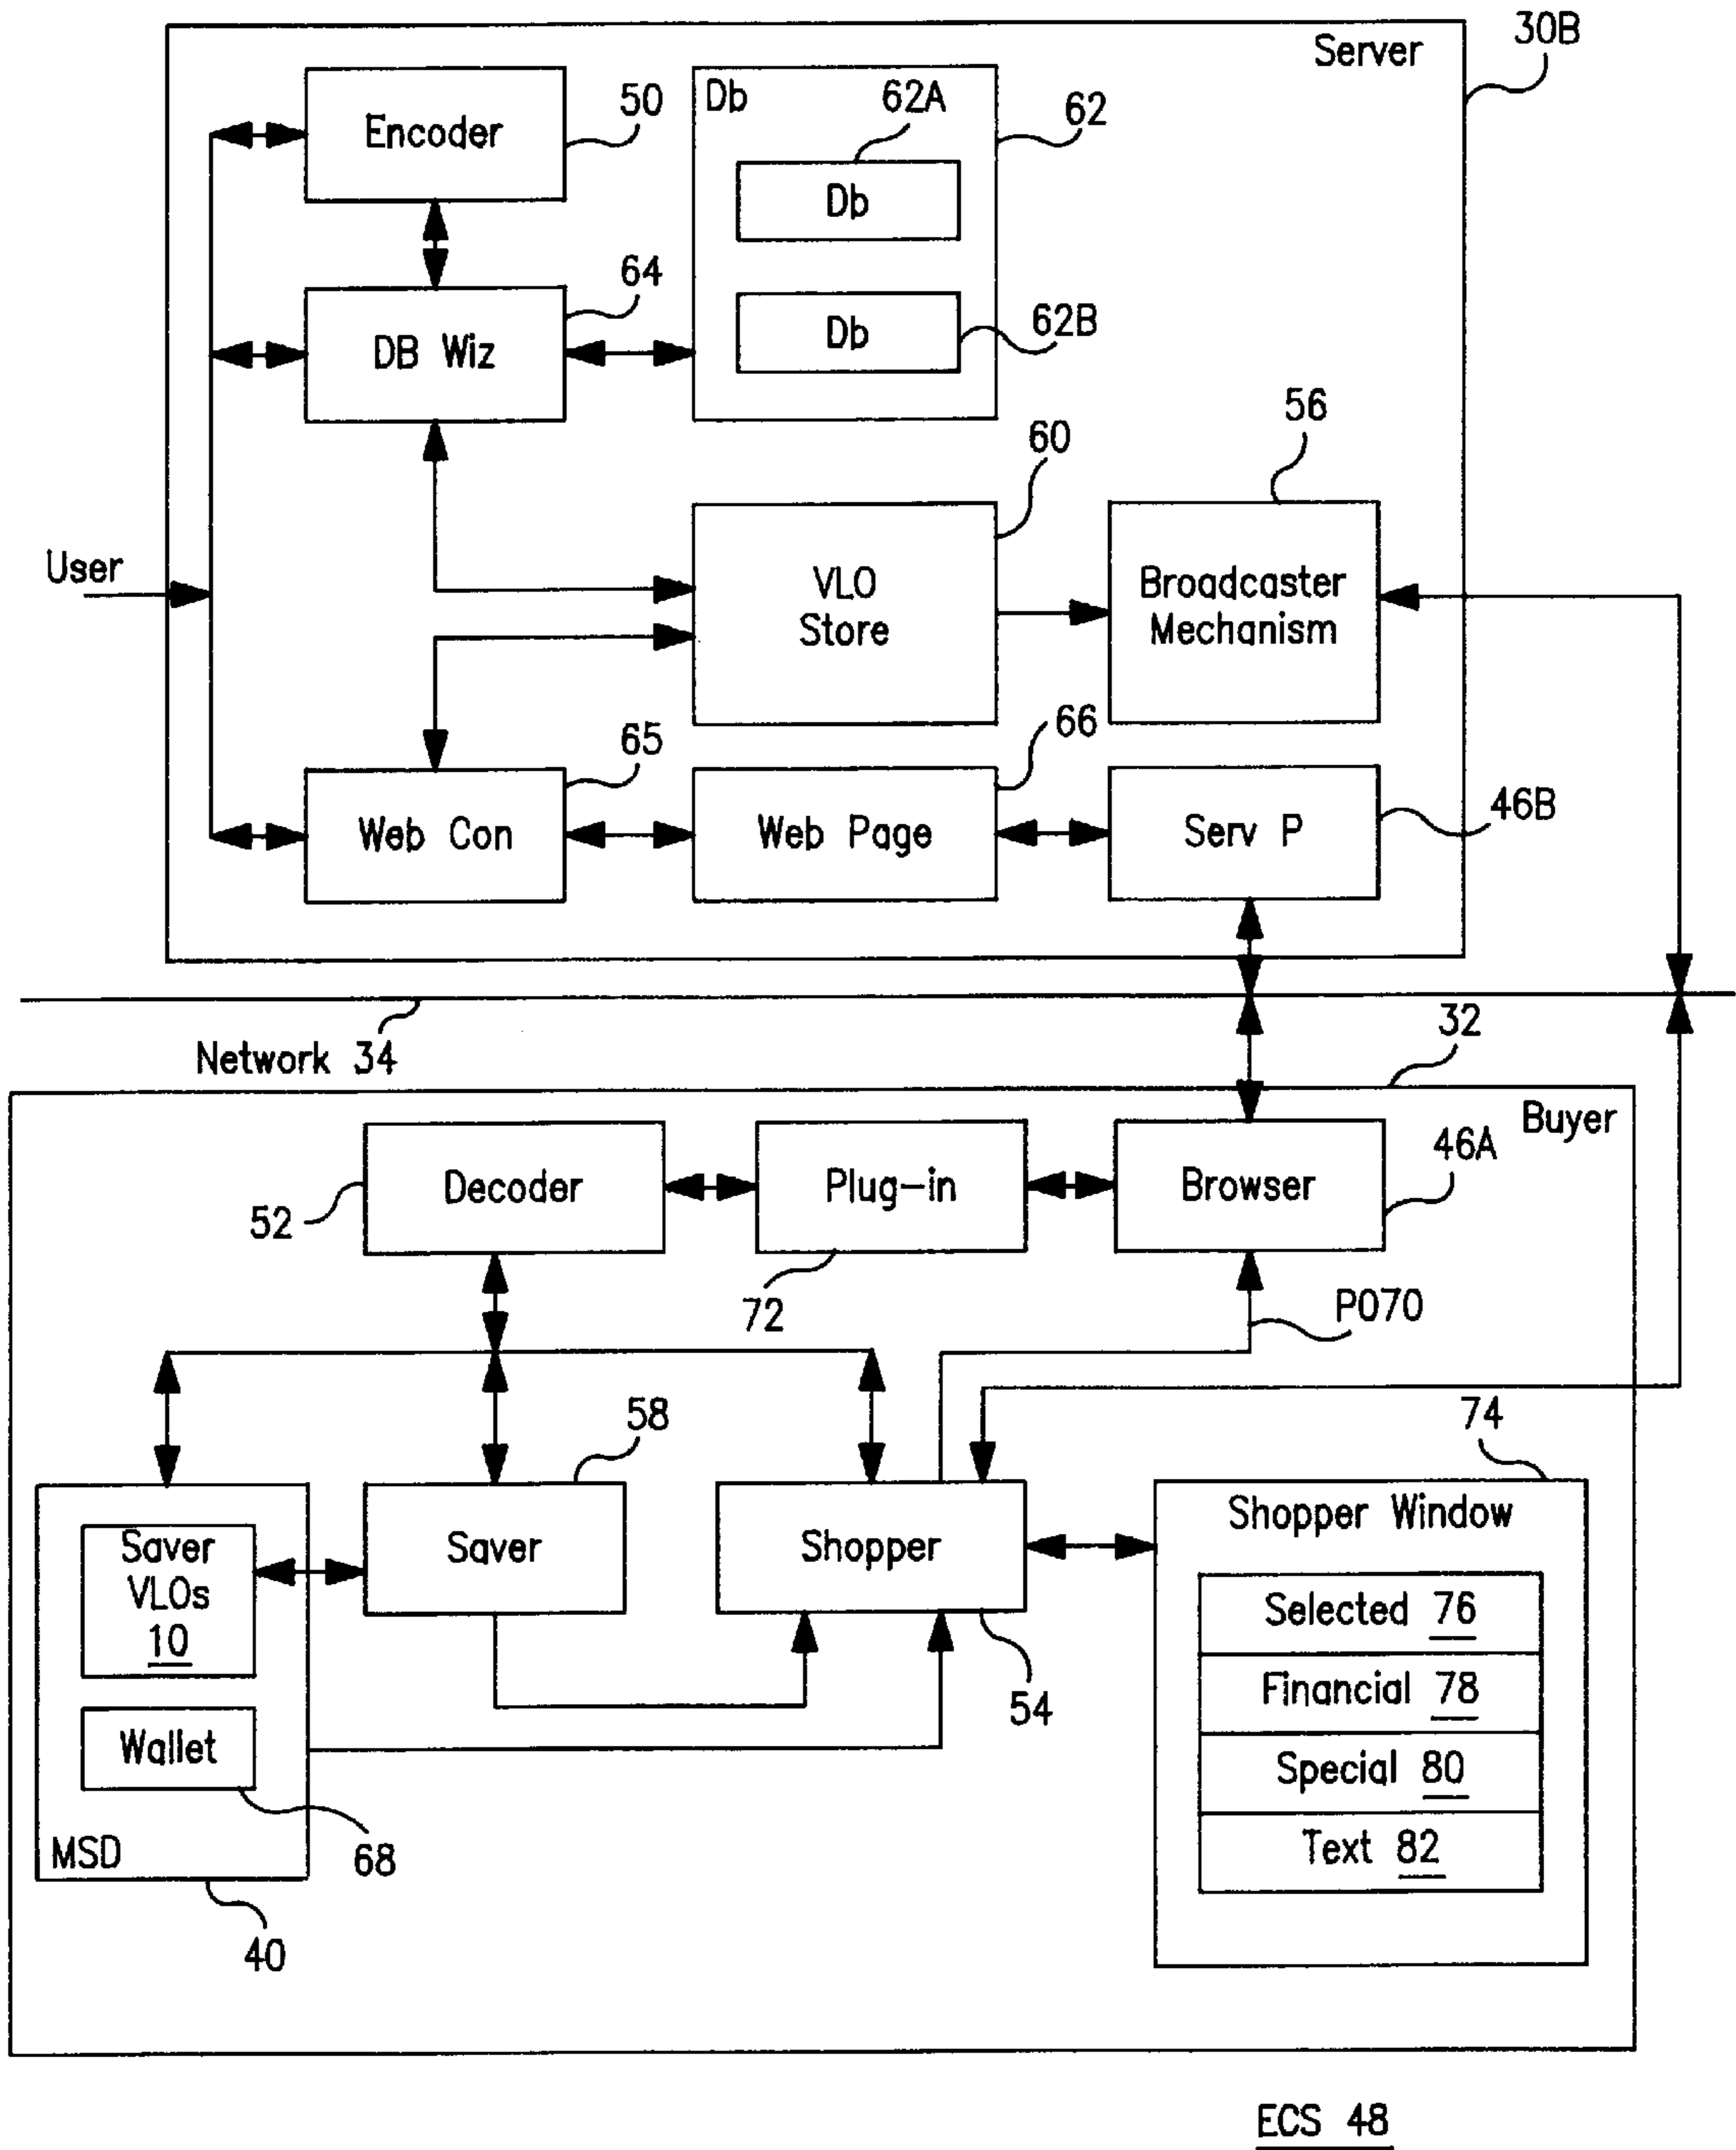 Server
30B
Encoder
50
Db
62A
62
Db
64
DB Wiz
Db
62B
56
60
User
VLO
Store
Broadcaster
Mechanism
65
66
46B
Web Con
Web Page
Serv P
Network 34
32
Buyer
Decoder
Plug-in
Browser
46A
52
72
PO70
58
74
Saver
VLOs
10
Saver
Shopper
Shopper Window
Selected 76
Financial 78
Special 80
Text 82
54
Wallet
68
MSD
40
ECS 48